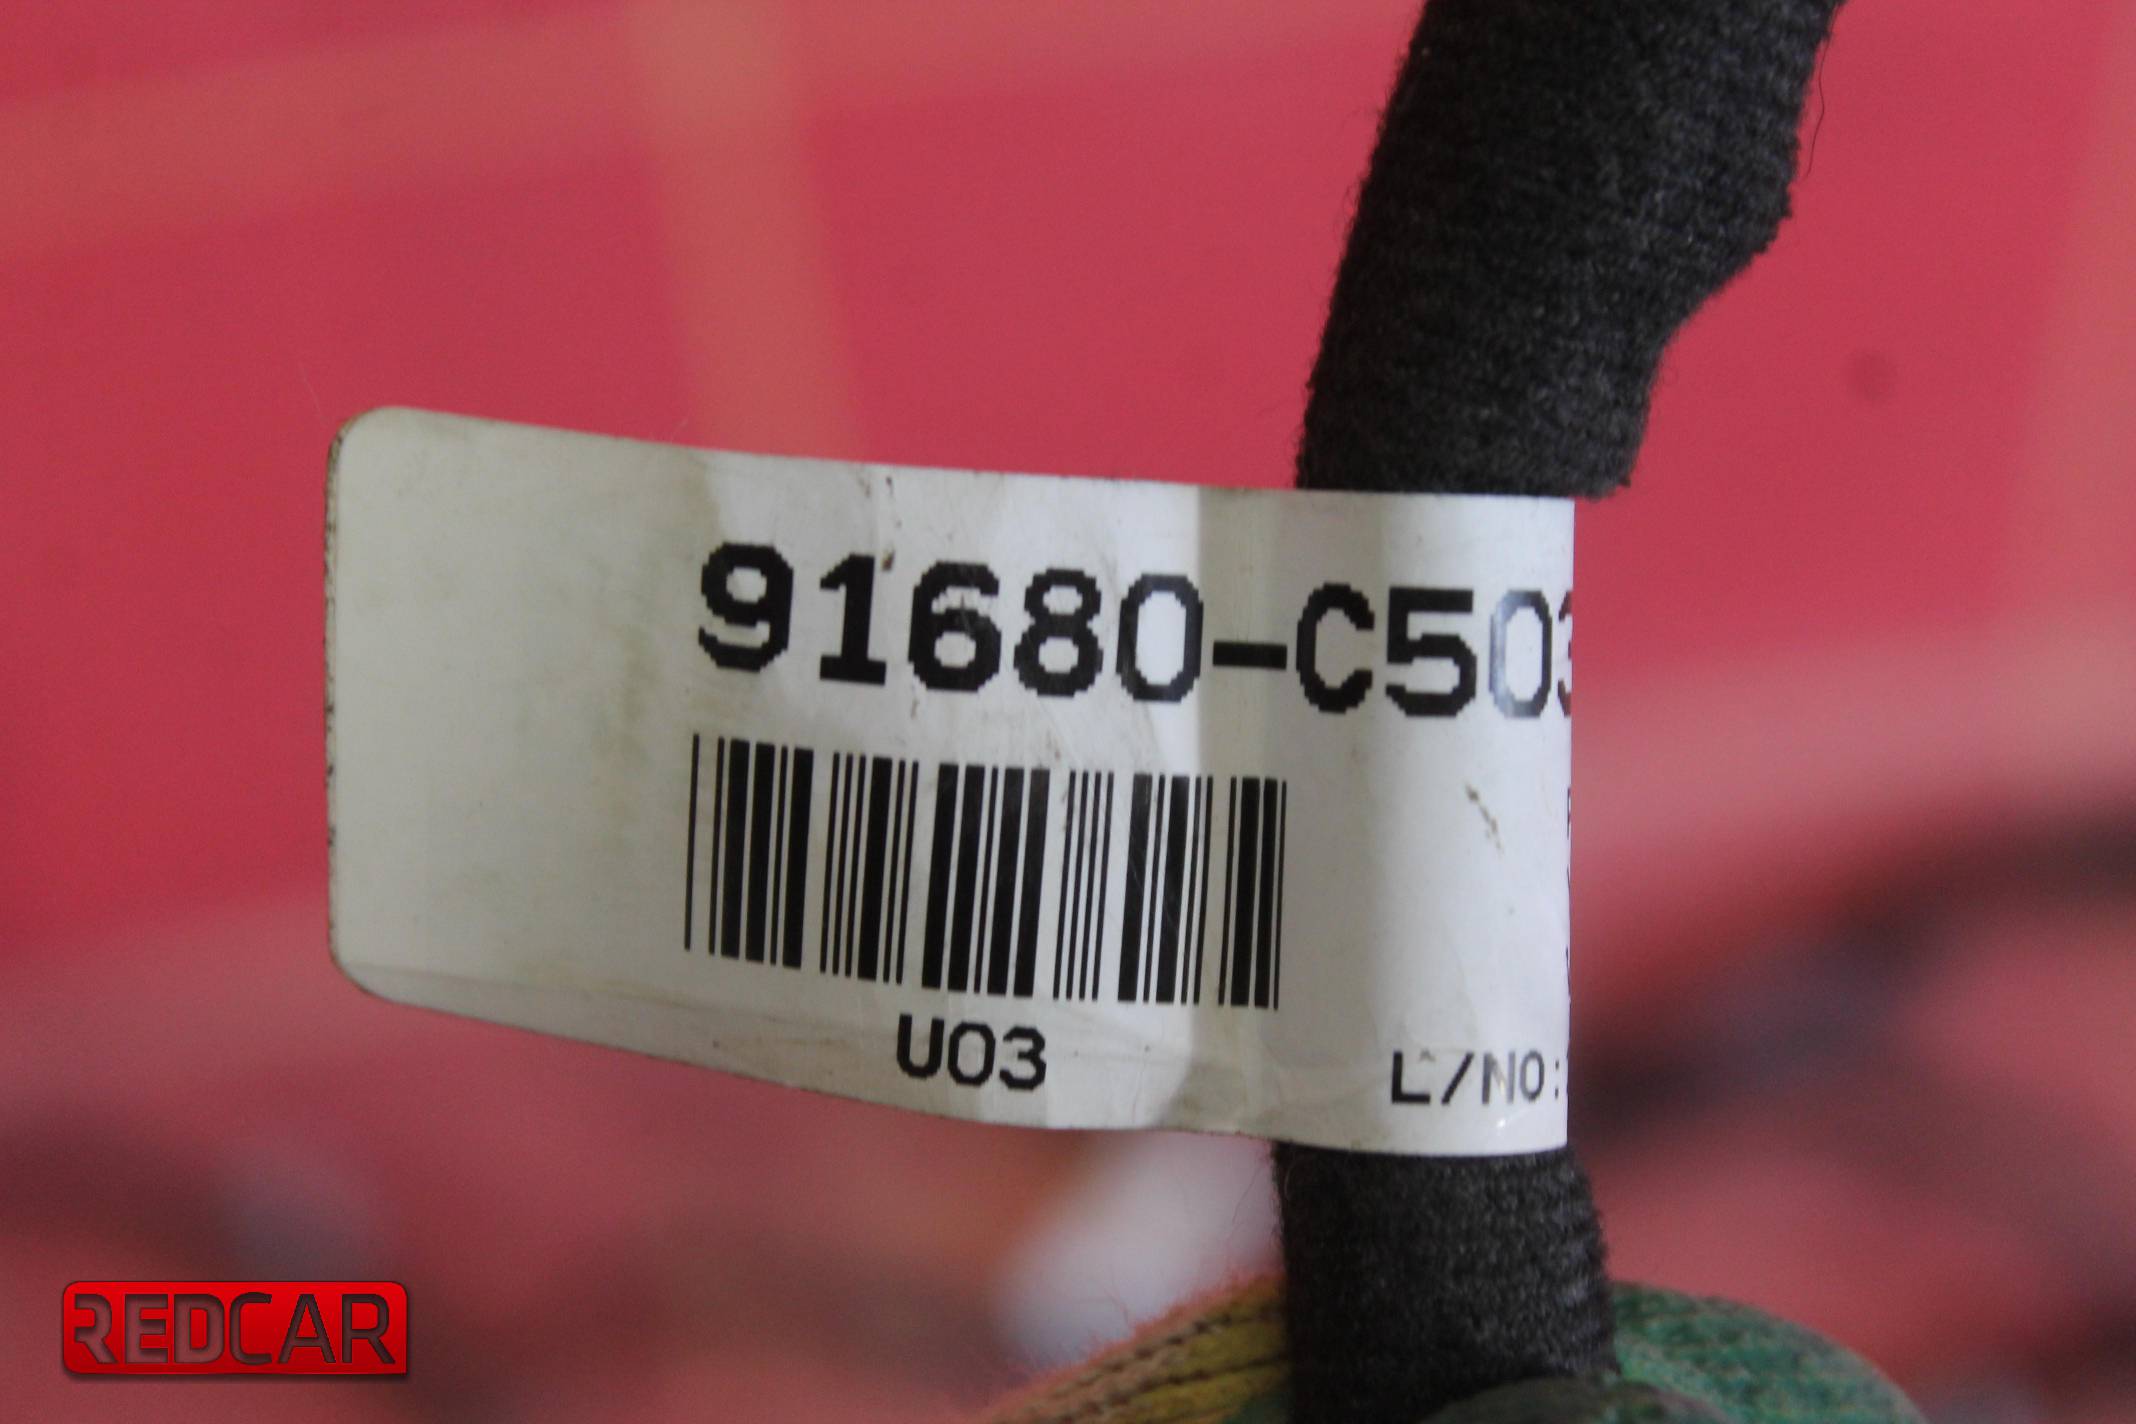 91680-C503
U03
L/NO:
REDCAR